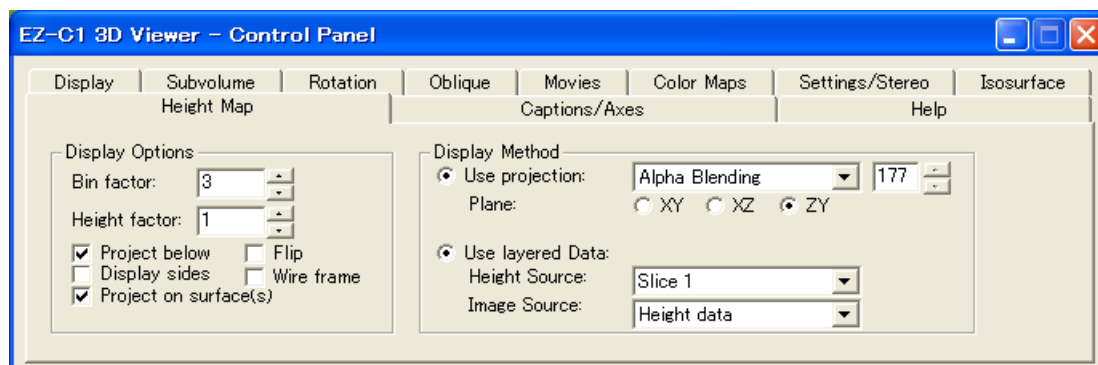 EZ-C1 3D Viewer - Control Panel
Display Subvolume Rotation Oblique Movies Color Maps Settings/Stereo Isosurface
Height Map Captions/Axes Help
Display Options Display Method
Bin factor: 3 Use projection: Alpha Blending 177
Plane: XY XZ ZY
Height factor: 1
Project below Flip Use layered Data:
Display sides Wire frame Height Source: Slice 1
Project on surface(s) Image Source: Height data